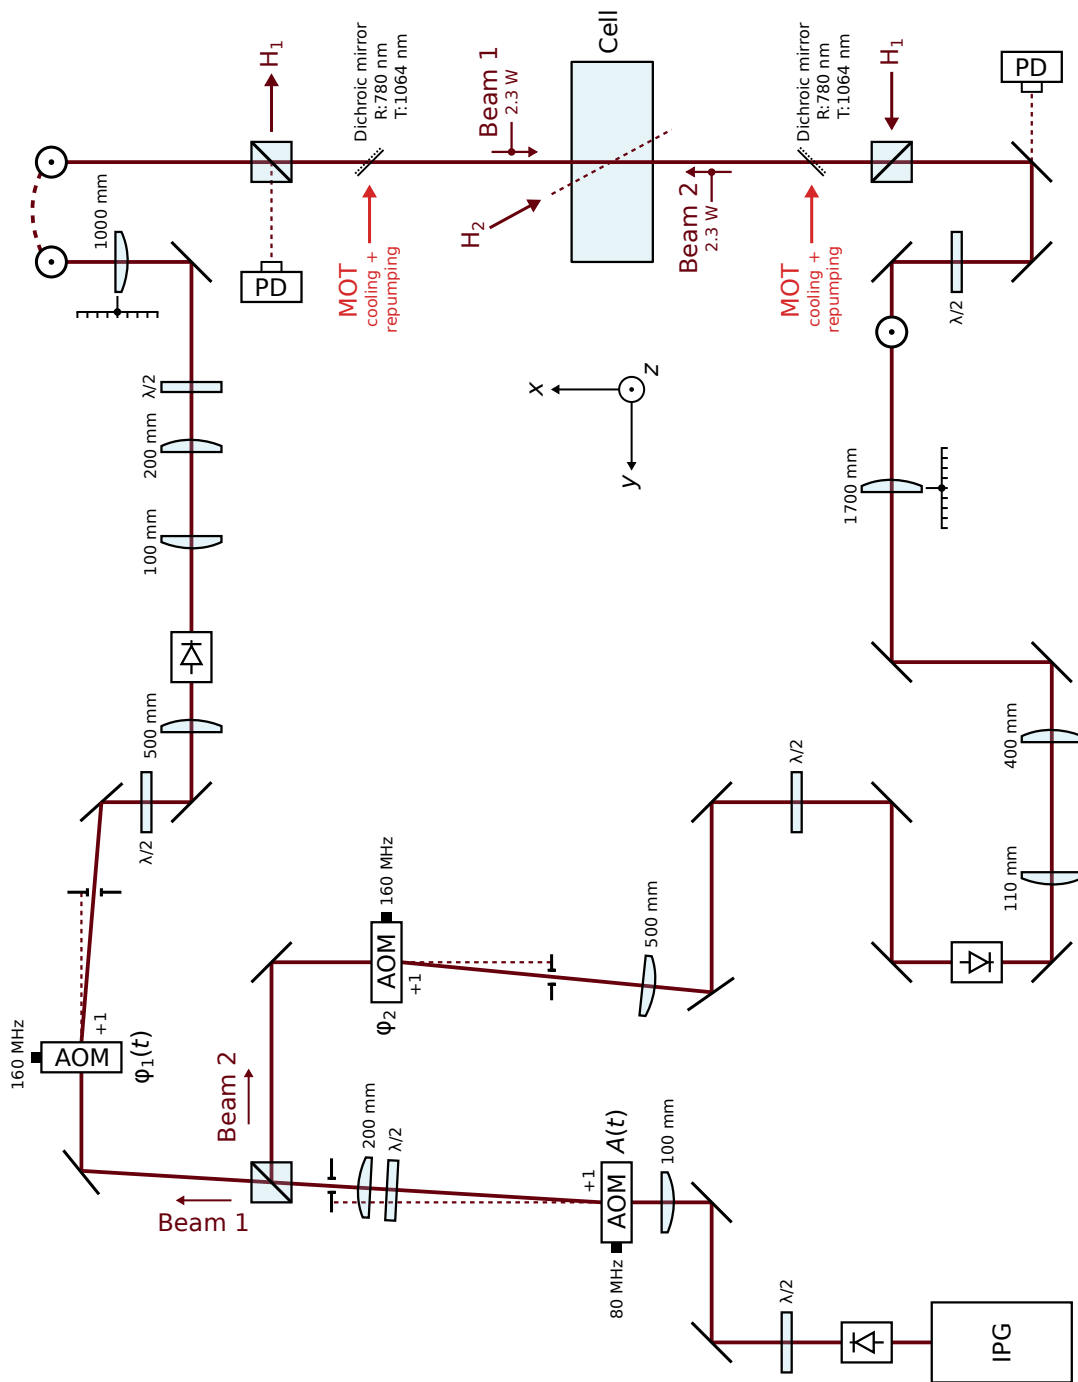 H1
Dichroic mirror
R:780 nm
T:1064 nm
Beam 1
2.3 W
Cell
Dichroic mirror
R:780 nm
T:1064 nm
H1
PD
1000 mm
PD
MOT
cooling +
repumping
H2
Beam 2
2.3 W
MOT
cooling +
repumping
λ/2
λ/2
200 mm
x
z
y
100 mm
1700 mm
500 mm
λ/2
λ/2
400 mm
160 MHz
AOM
+1
φ2
500 mm
110 mm
160 MHz
AOM
+1
φ1(t)
Beam 2
Beam 1
200 mm
λ/2
+1
AOM
A(t)
80 MHz
100 mm
λ/2
IPG